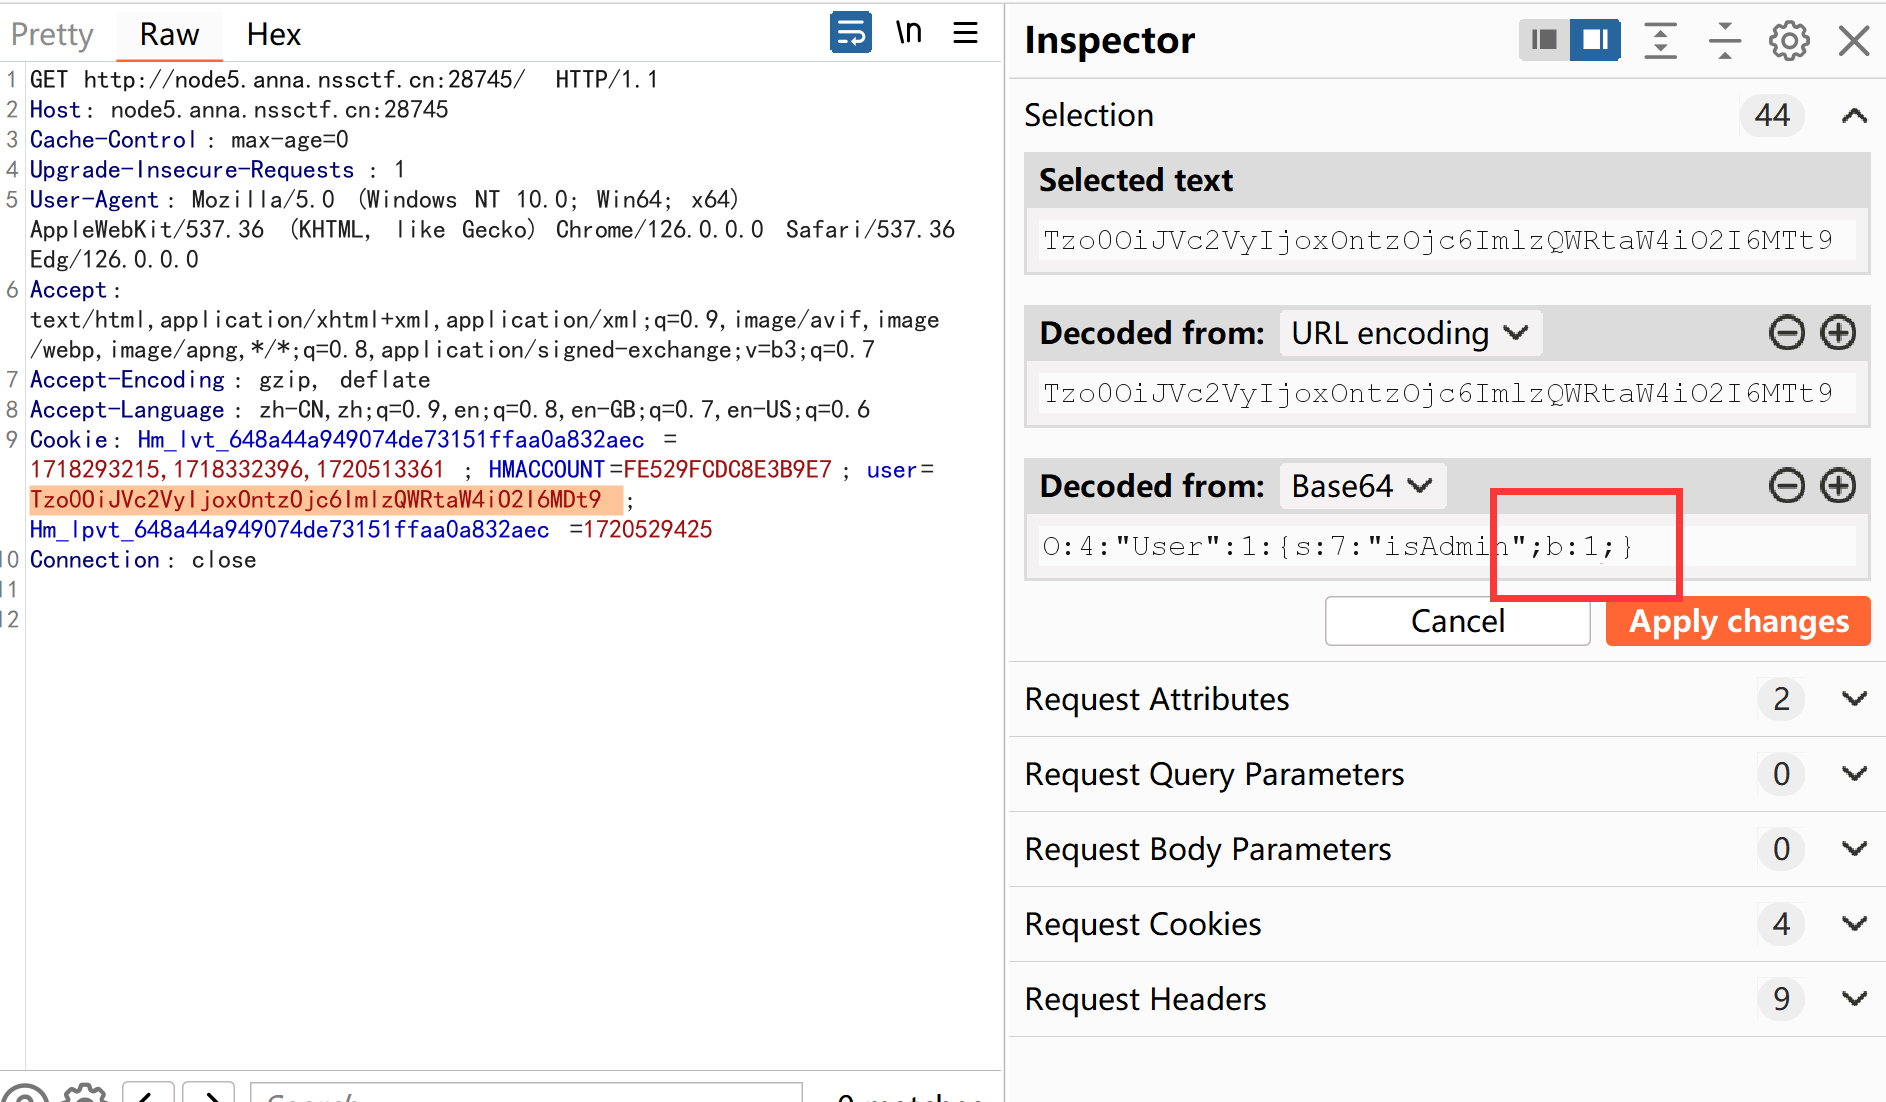 Pretty Raw Hex \n
1 GET http://node5.anna.nssctf.cn:28745/ HTTP/1.1
2 Host: node5.anna.nssctf.cn:28745
3 Cache-Control: max-age=0
4 Upgrade-Insecure-Requests: 1
5 User-Agent: Mozilla/5.0 (Windows NT 10.0; Win64; x64)
AppleWebKit/537.36 (KHTML, like Gecko) Chrome/126.0.0.0 Safari/537.36
Edg/126.0.0.0
6 Accept:
text/html,application/xhtml+xml,application/xml;q=0.9,image/avif,image
/webp,image/apng,*/*;q=0.8,application/signed-exchange;v=b3;q=0.7
7 Accept-Encoding: gzip, deflate
8 Accept-Language: zh-CN,zh;q=0.9,en;q=0.8,en-GB;q=0.7,en-US;q=0.6
9 Cookie: Hm_lvt_648a44a949074de73151ffaa0a832aec =
1718293215,1718332396,1720513361 ; HMACCOUNT=FE529FCDC8E3B9E7 ; user=
Tzo0OiJVc2VyIjoxOntzOjc6ImlzQWRtaW4iO2I6MDt9 ;
Hm_lpvt_648a44a949074de73151ffaa0a832aec =1720529425
10 Connection: close
11
12
Inspector
Selection 44
Selected text
Tzo0OiJVc2VyIjoxOntzOjc6ImlzQWRtaW4iO2I6MTt9
Decoded from: URL encoding
Tzo0OiJVc2VyIjoxOntzOjc6ImlzQWRtaW4iO2I6MTt9
Decoded from: Base64
O:4:"User":1:{s:7:"isAdmin";b:1;}
Cancel Apply changes
Request Attributes 2
Request Query Parameters 0
Request Body Parameters 0
Request Cookies 4
Request Headers 9
Search
0 matches